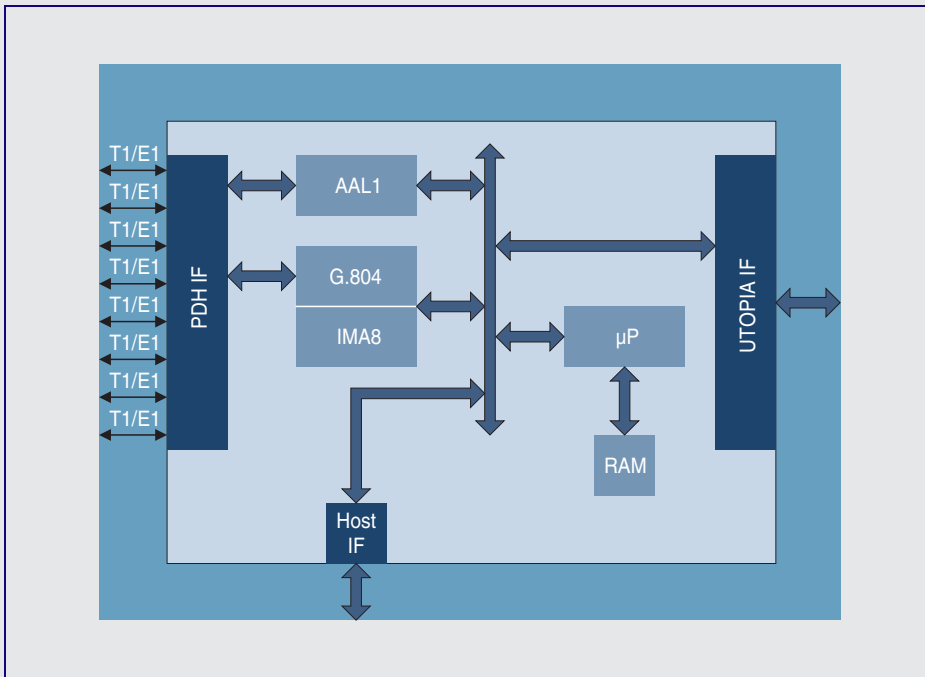 T1/E1
T1/E1
T1/E1
T1/E1
T1/E1
T1/E1
T1/E1
T1/E1
PDH IF
AAL1
G.804
IMA8
µP
RAM
Host
IF
UTOPIA IF